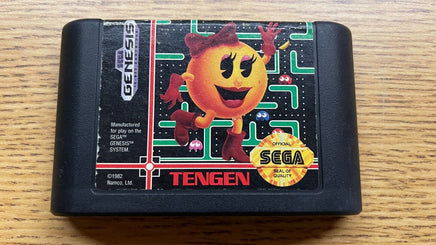 SEGA
GENESIS
Manufactured
for play on the
SEGA™
GENESIS™
SYSTEM.
©1982
Namco, Ltd.
TENGEN
OFFICIAL
SEGA
SEAL OF
QUALITY